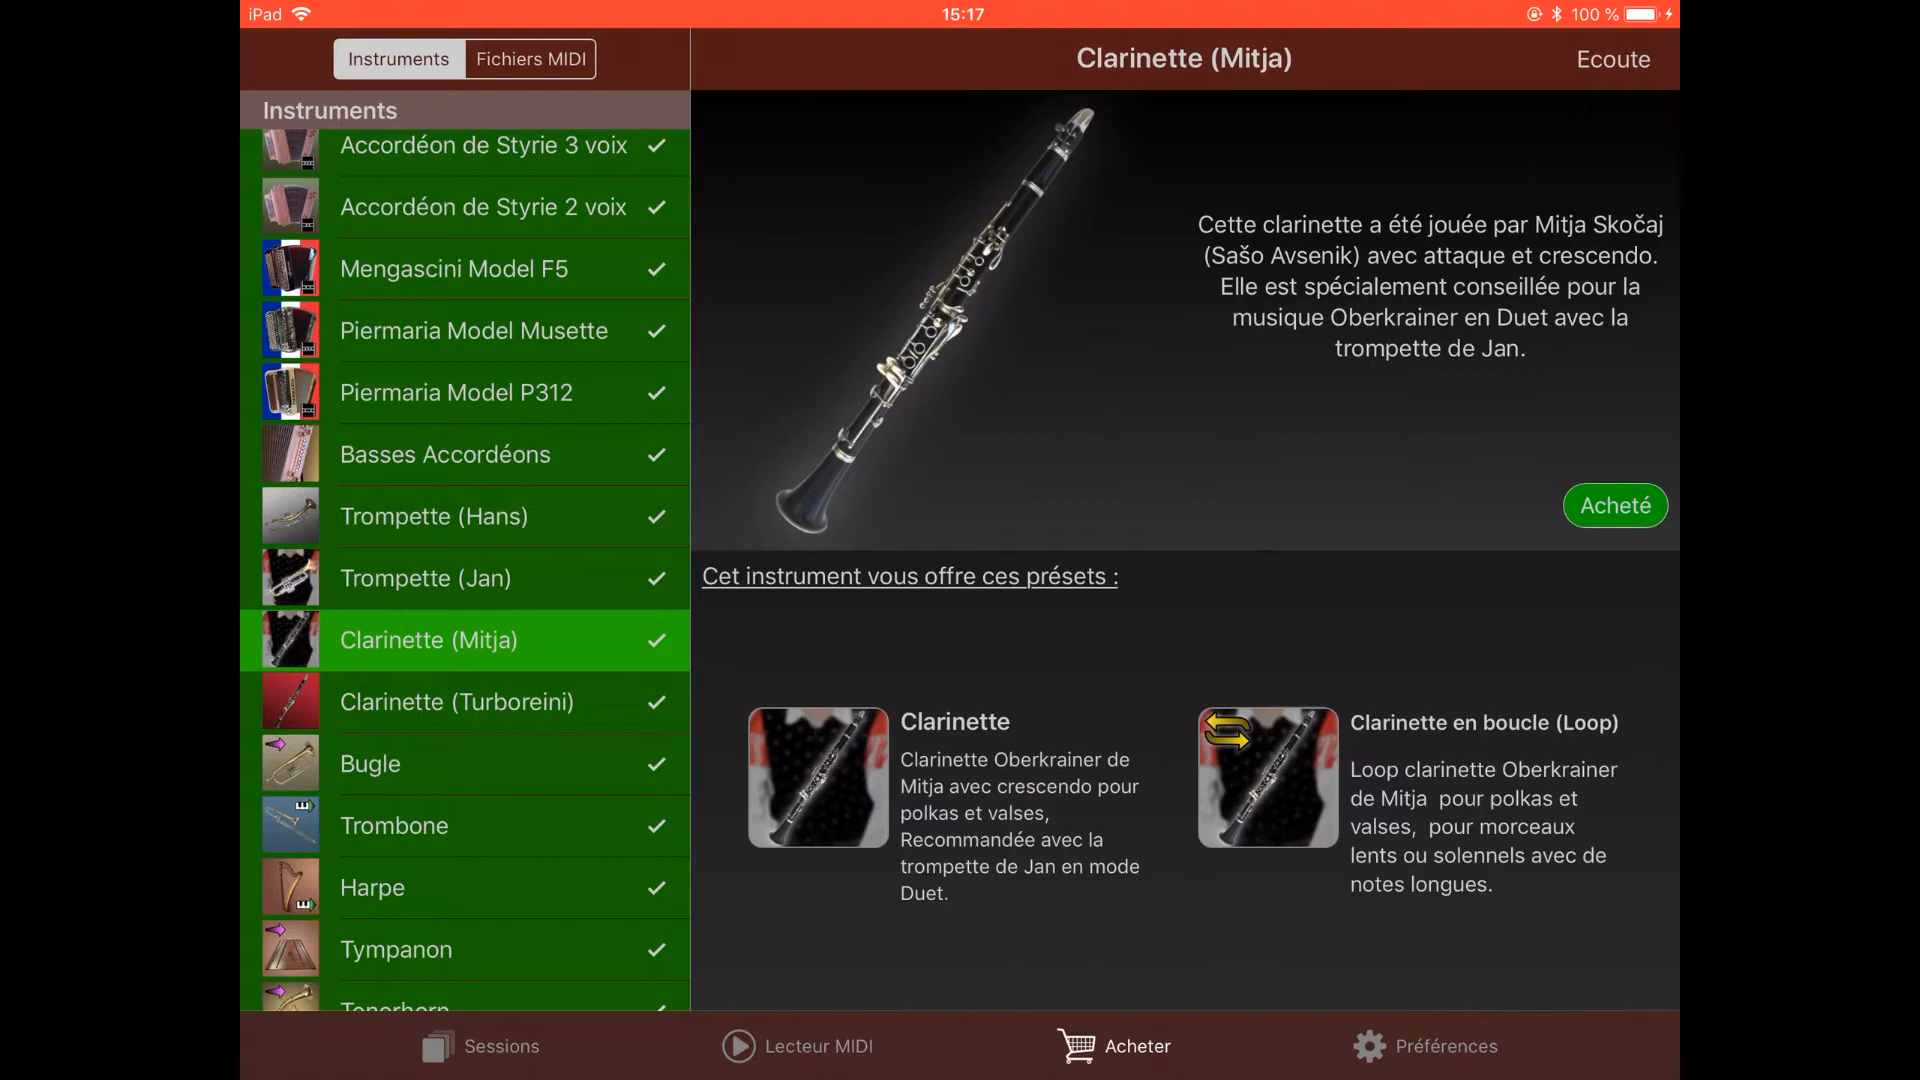 iPad
15:17
100 %
Instruments
Fichiers MIDI
Clarinette (Mitja)
Ecoute
Instruments
Accordéon de Styrie 3 voix
Accordéon de Styrie 2 voix
Mengascini Model F5
Piermaria Model Musette
Piermaria Model P312
Basses Accordéons
Trompette (Hans)
Trompette (Jan)
Clarinette (Mitja)
Clarinette (Turboreini)
Bugle
Trombone
Harpe
Tympanon
Tenorhorn
Cette clarinette a été jouée par Mitja Skočaj
(Sašo Avsenik) avec attaque et crescendo.
Elle est spécialement conseillée pour la
musique Oberkrainer en Duet avec la
trompette de Jan.
Acheté
Cet instrument vous offre ces présets :
Clarinette
Clarinette Oberkrainer de
Mitja avec crescendo pour
polkas et valses,
Recommandée avec la
trompette de Jan en mode
Duet.
Clarinette en boucle (Loop)
Loop clarinette Oberkrainer
de Mitja  pour polkas et
valses,  pour morceaux
lents ou solennels avec de
notes longues.
Sessions
Lecteur MIDI
Acheter
Préférences